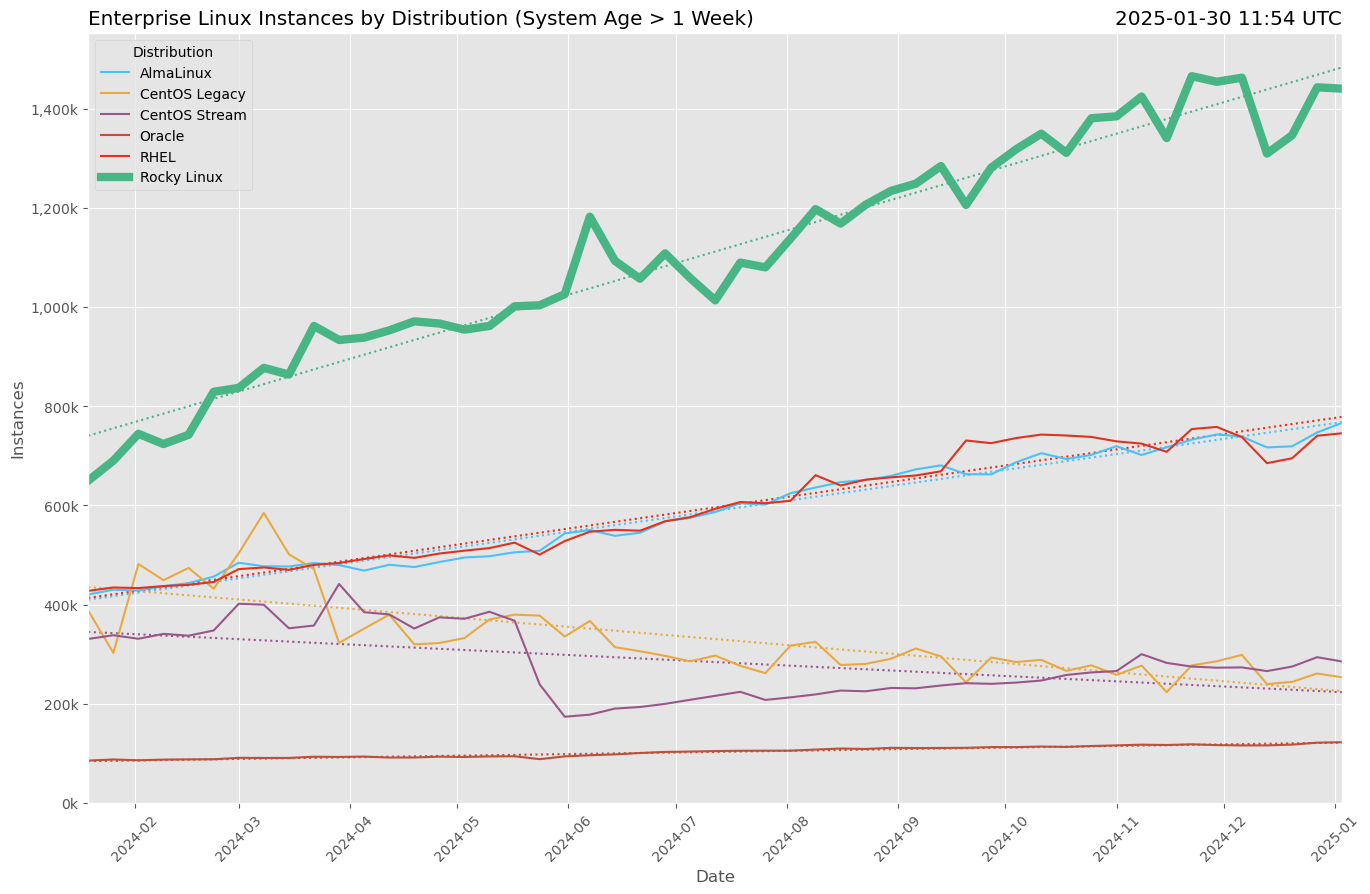 Enterprise Linux Instances by Distribution (System Age > 1 Week)
2025-01-30 11:54 UTC
Distribution
AlmaLinux
CentOS Legacy
CentOS Stream
Oracle
RHEL
Rocky Linux
1,400k
1,200k
1,000k
800k
600k
400k
200k
0k
Instances
2024-02
2024-03
2024-04
2024-05
2024-06
2024-07
2024-08
2024-09
2024-10
2024-11
2024-12
2025-01
Date